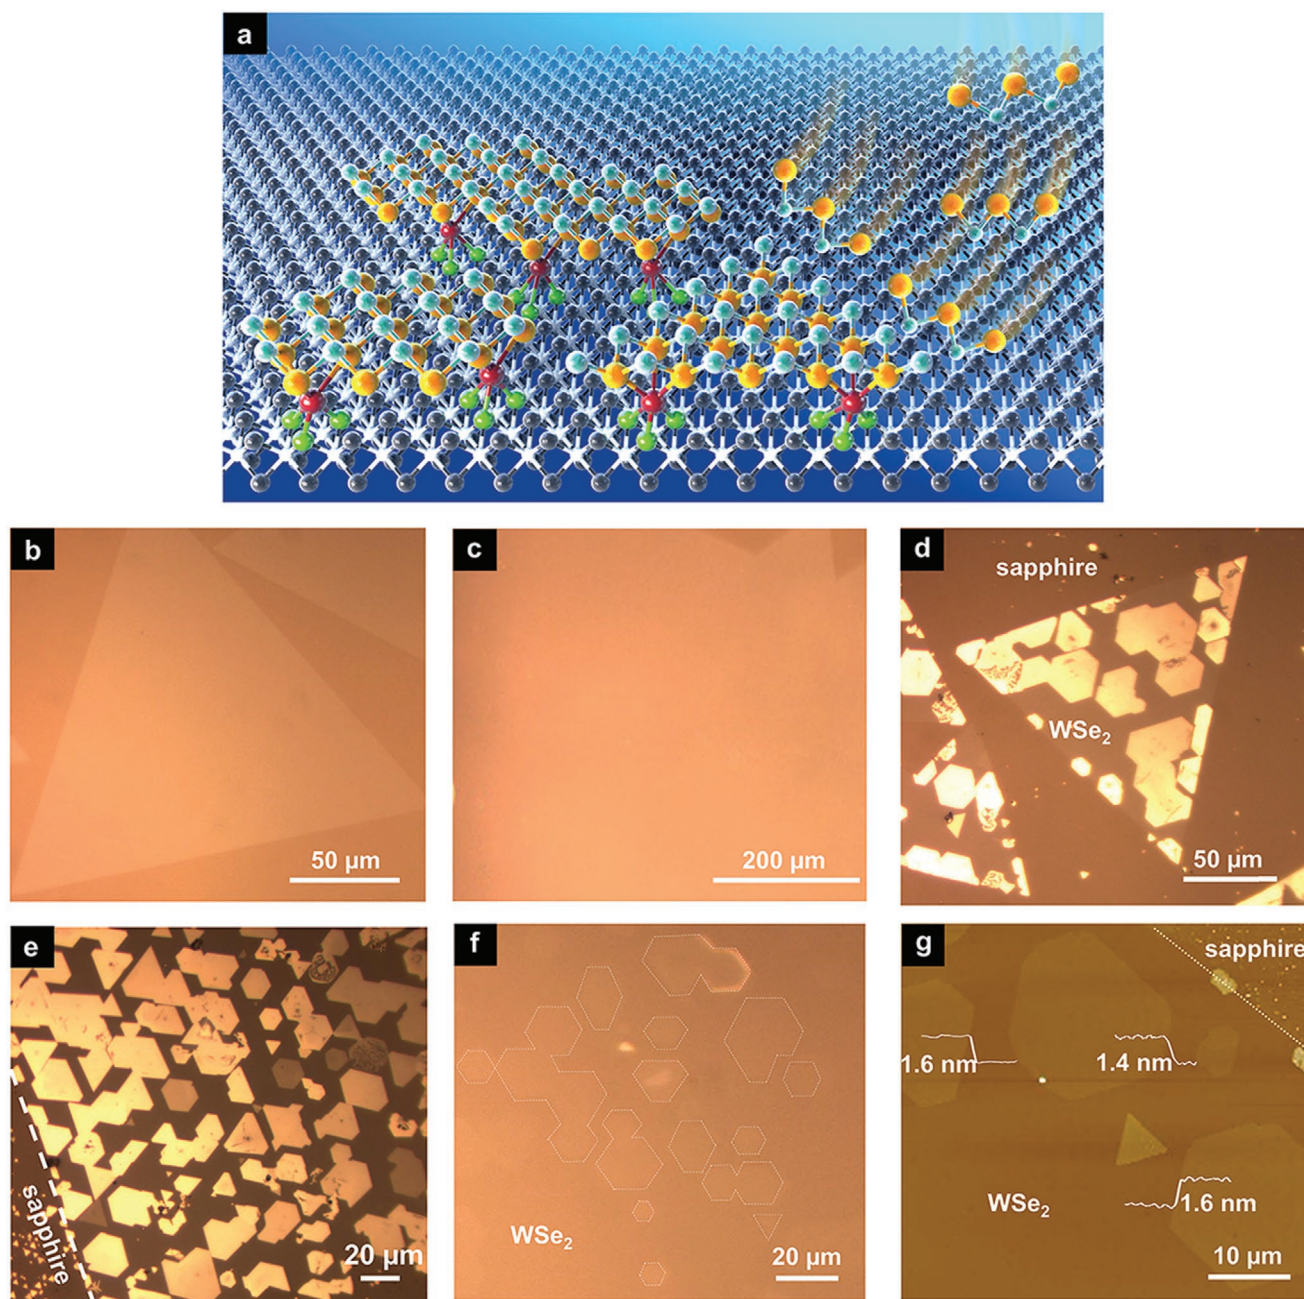 a
b
50 µm
c
200 µm
d
sapphire
WSe₂
50 µm
e
sapphire
20 µm
f
WSe₂
20 µm
g
sapphire
1.6 nm
1.4 nm
1.6 nm
WSe₂
10 µm